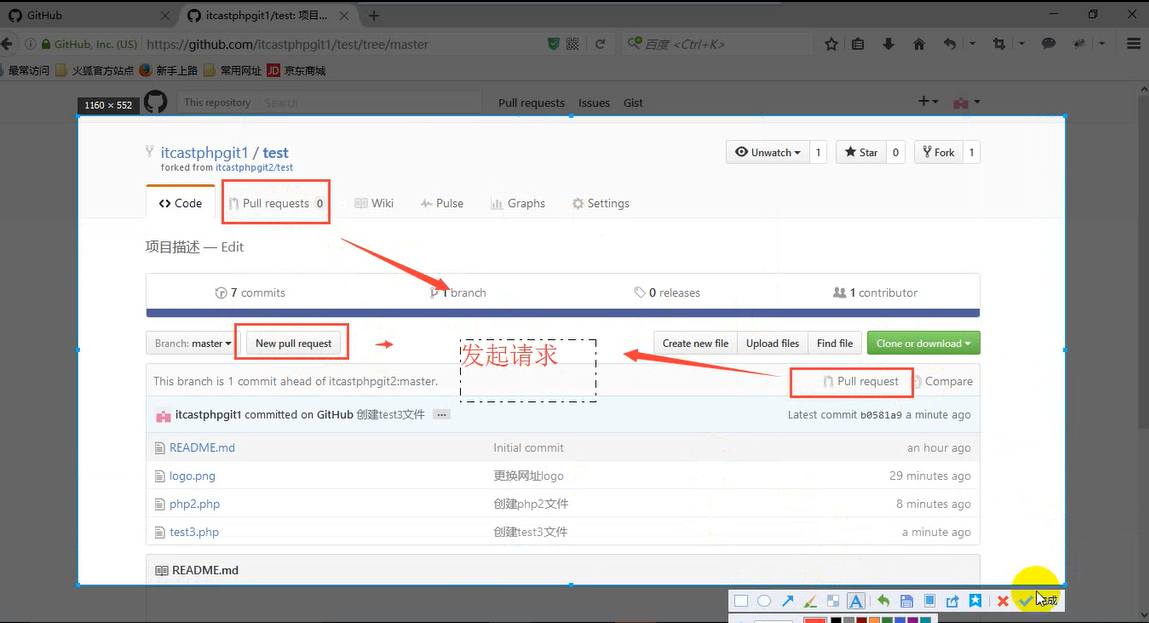 GitHub
itcastphpgit1/test: 项目...
GitHub, Inc. (US)
https://github.com/itcastphpgit1/test/tree/master
百度 <Ctrl+K>
最常访问
火狐官方站点
新手上路
常用网址
JD 京东商城
1160 × 552
This repository
Search
Pull requests
Issues
Gist
itcastphpgit1 / test
forked from itcastphpgit2/test
Unwatch
1
Star
0
Fork
1
Code
Pull requests 0
Wiki
Pulse
Graphs
Settings
项目描述 — Edit
7 commits
1 branch
0 releases
1 contributor
Branch: master
New pull request
发起请求
Create new file
Upload files
Find file
Clone or download
This branch is 1 commit ahead of itcastphpgit2:master.
Pull request
Compare
itcastphpgit1 committed on GitHub 创建test3文件 ...
Latest commit b0581a9 a minute ago
README.md
Initial commit
an hour ago
logo.png
更换网址logo
29 minutes ago
php2.php
创建php2文件
8 minutes ago
test3.php
创建test3文件
a minute ago
README.md
A